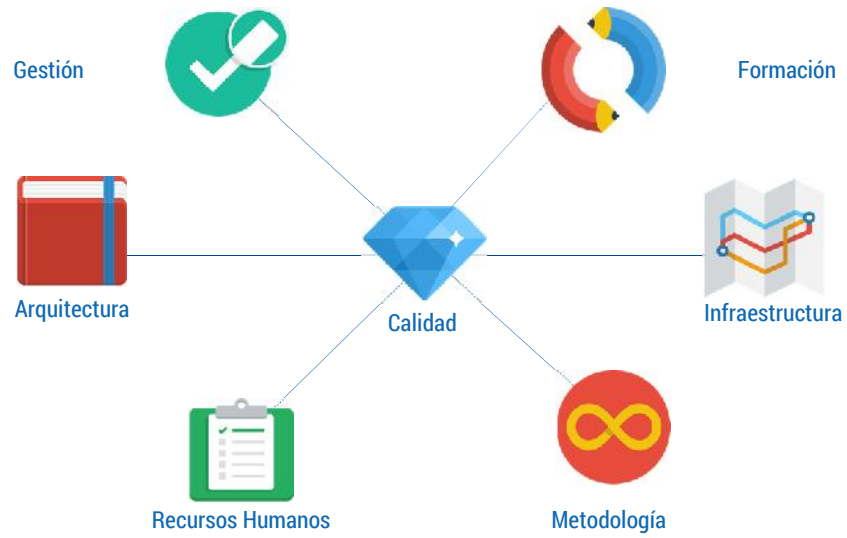 Gestión
Formación
Arquitectura
Calidad
Infraestructura
Recursos Humanos
Metodología